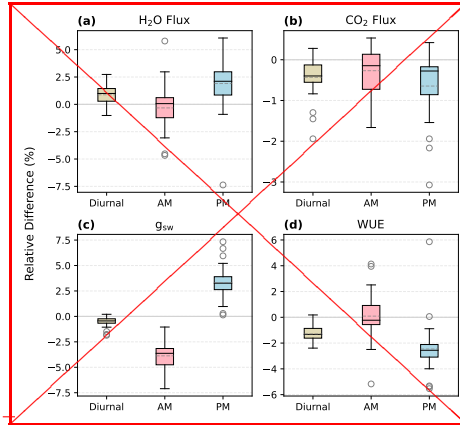 (a) H₂O Flux
(b) CO₂ Flux
5.0
2.5
0.0
−2.5
−5.0
−7.5
0
−1
−2
−3
Diurnal AM PM
Diurnal AM PM
Relative Difference (%)
(c) g_sw
(d) WUE
7.5
5.0
2.5
0.0
−2.5
−5.0
−7.5
6
4
2
0
−2
−4
−6
Diurnal AM PM
Diurnal AM PM